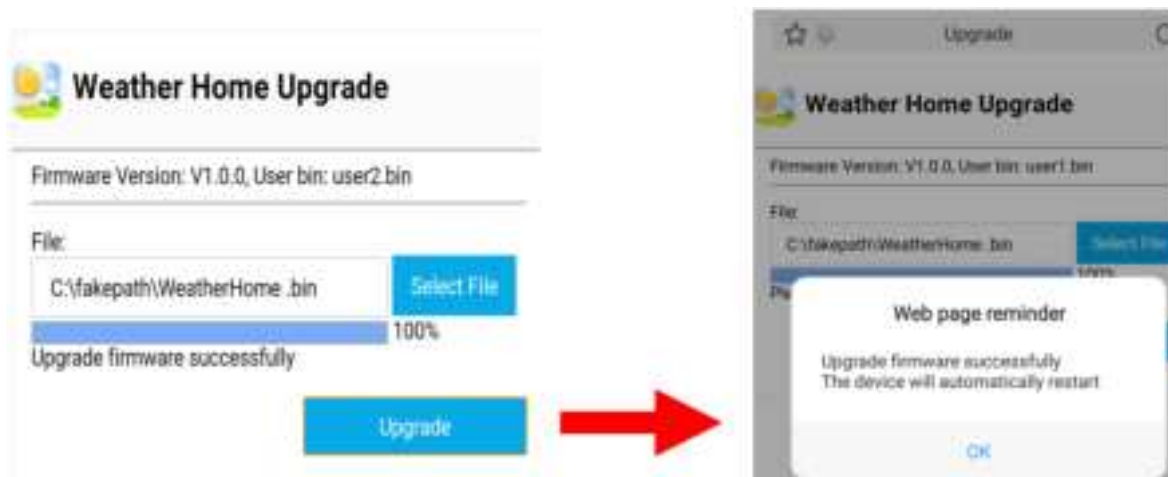 Weather Home Upgrade
Firmware Version: V1.0.0, User bin: user2.bin
File:
C:\fakepath\WeatherHome .bin
Select File
100%
Upgrade firmware successfully
Upgrade
Upgrade
Weather Home Upgrade
Firmware Version: V1.0.0, User bin: user1.bin
File:
C:\fakepath\WeatherHome .bin
Select File
100%
Web page reminder
Upgrade firmware successfully
The device will automatically restart
OK